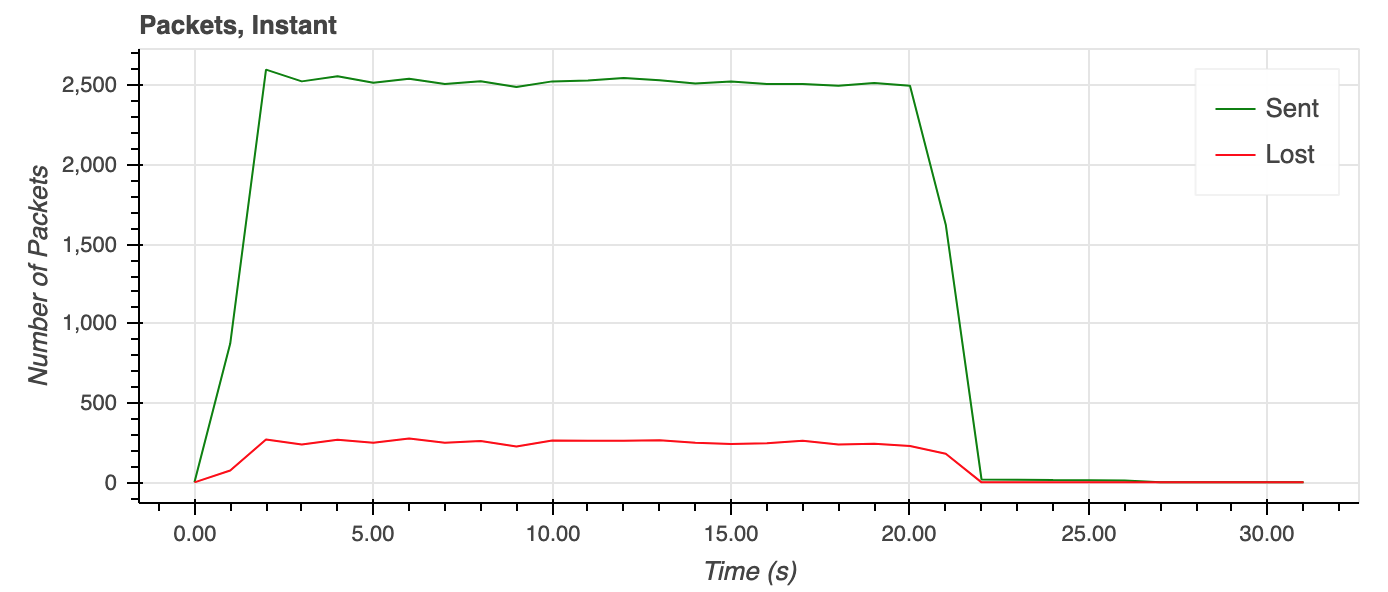 Packets, Instant
Number of Packets
2,500
2,000
1,500
1,000
500
0
Sent
Lost
0.00 5.00 10.00 15.00 20.00 25.00 30.00
Time (s)